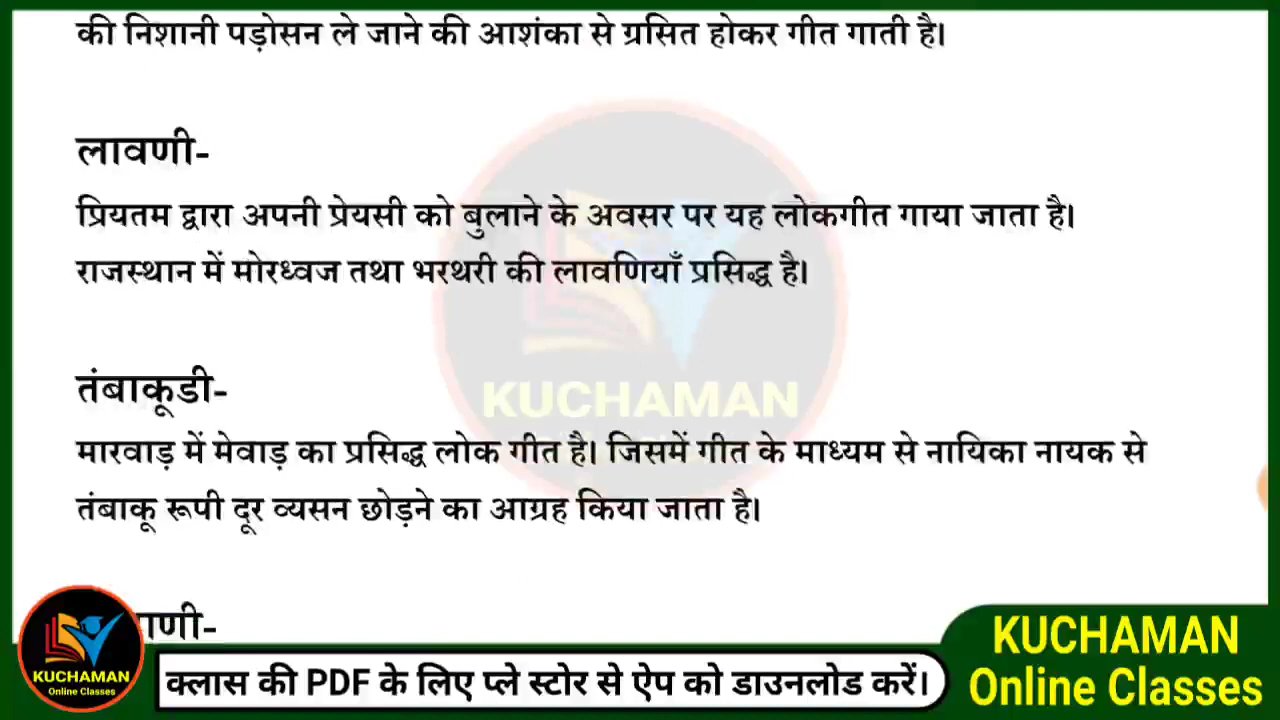 की निशानी पड़ोसन ले जाने की आशंका से ग्रसित होकर गीत गाती है।
लावणी-
प्रियतम द्वारा अपनी प्रेयसी को बुलाने के अवसर पर यह लोकगीत गाया जाता है।
राजस्थान में मोरध्वज तथा भरथरी की लावणियाँ प्रसिद्ध है।
KUCHAMAN
तंबाकूडी-
मारवाड़ में मेवाड़ का प्रसिद्ध लोक गीत है। जिसमें गीत के माध्यम से नायिका नायक से
तंबाकू रूपी दूर व्यसन छोड़ने का आग्रह किया जाता है।
KUCHAMAN
Online Classes
क्लास की PDF के लिए प्ले स्टोर से ऐप को डाउनलोड करें।
KUCHAMAN
Online Classes